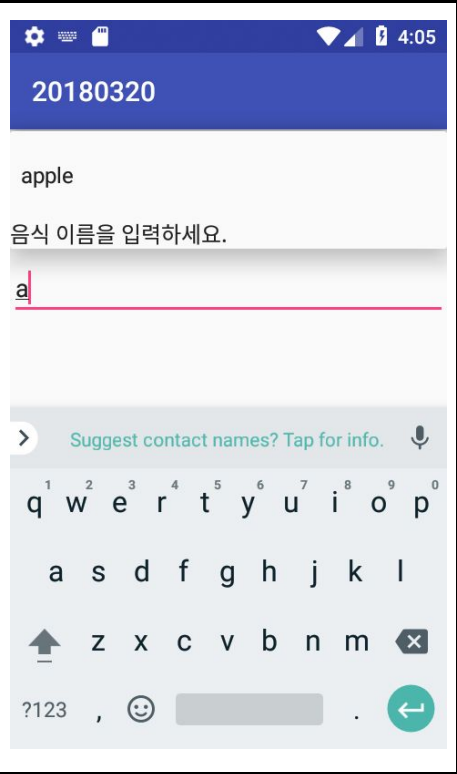 4:05
20180320
apple
음식 이름을 입력하세요.
a
Suggest contact names? Tap for info.
1 2 3 4 5 6 7 8 9 0
q w e r t y u i o p
a s d f g h j k l
z x c v b n m
?123 , .